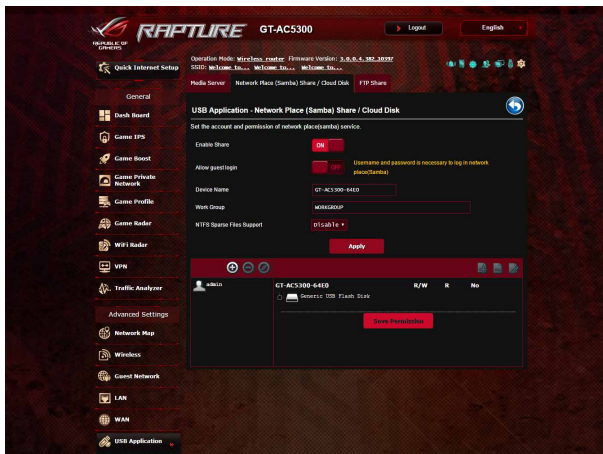 REPUBLIC OF
GAMERS
RAPTURE
GT-AC5300
Logout
English
Operation Mode: Wireless router Firmware Version: 3.0.0.4.382_10397
SSID: Welcome to... Welcome to... Welcome to...
Media Server
Network Place (Samba) Share / Cloud Disk
FTP Share
Quick Internet Setup
General
Dash Board
Game IPS
Game Boost
Game Private
Network
Game Profile
Game Radar
WiFi Radar
VPN
Traffic Analyzer
Advanced Settings
Network Map
Wireless
Guest Network
LAN
WAN
USB Application
USB Application - Network Place (Samba) Share / Cloud Disk
Set the account and permission of network place(samba) service.
Enable Share
ON
Allow guest login
OFF
Username and password is necessary to log in network
place(Samba)
Device Name
GT-AC5300-64E0
Work Group
WORKGROUP
NTFS Sparse Files Support
Disable
Apply
admin
GT-AC5300-64E0
R/W
R
No
Generic USB Flash Disk
Save Permission